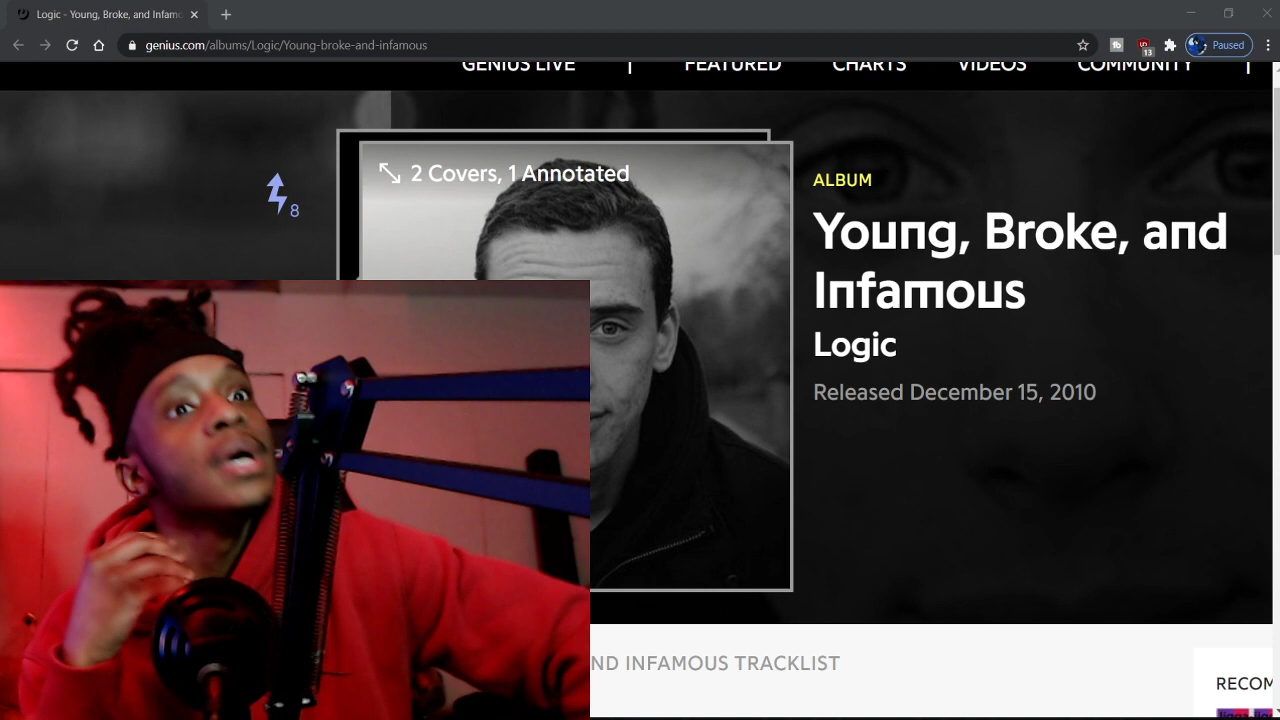 Logic - Young, Broke, and Infamo
genius.com/albums/Logic/Young-broke-and-infamous
13
Paused
GENIUS LIVE | FEATURED CHARTS VIDEOS COMMUNITY |
2 Covers, 1 Annotated
8
ALBUM
Young, Broke, and
Infamous
Logic
Released December 15, 2010
ND INFAMOUS TRACKLIST
RECOM